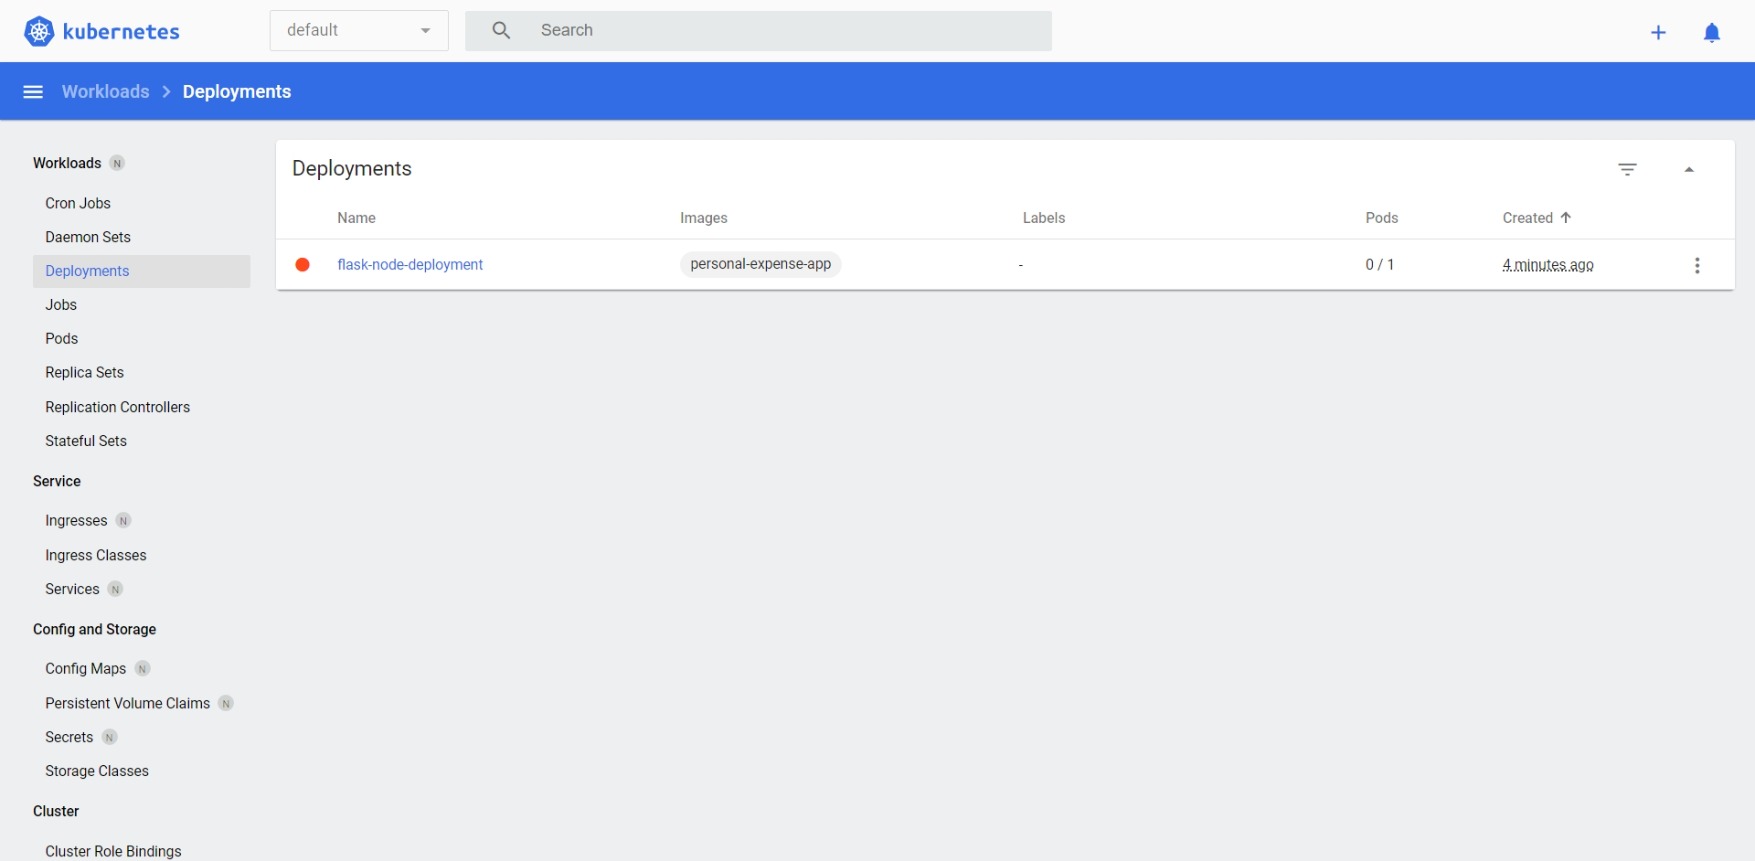 kubernetes default Search
Workloads Deployments
Workloads N
Cron Jobs
Daemon Sets
Deployments
Jobs
Pods
Replica Sets
Replication Controllers
Stateful Sets
Service
Ingresses N
Ingress Classes
Services N
Config and Storage
Config Maps N
Persistent Volume Claims N
Secrets N
Storage Classes
Cluster
Cluster Role Bindings
Deployments
Name Images Labels Pods Created
flask-node-deployment personal-expense-app - 0 / 1 4 minutes ago